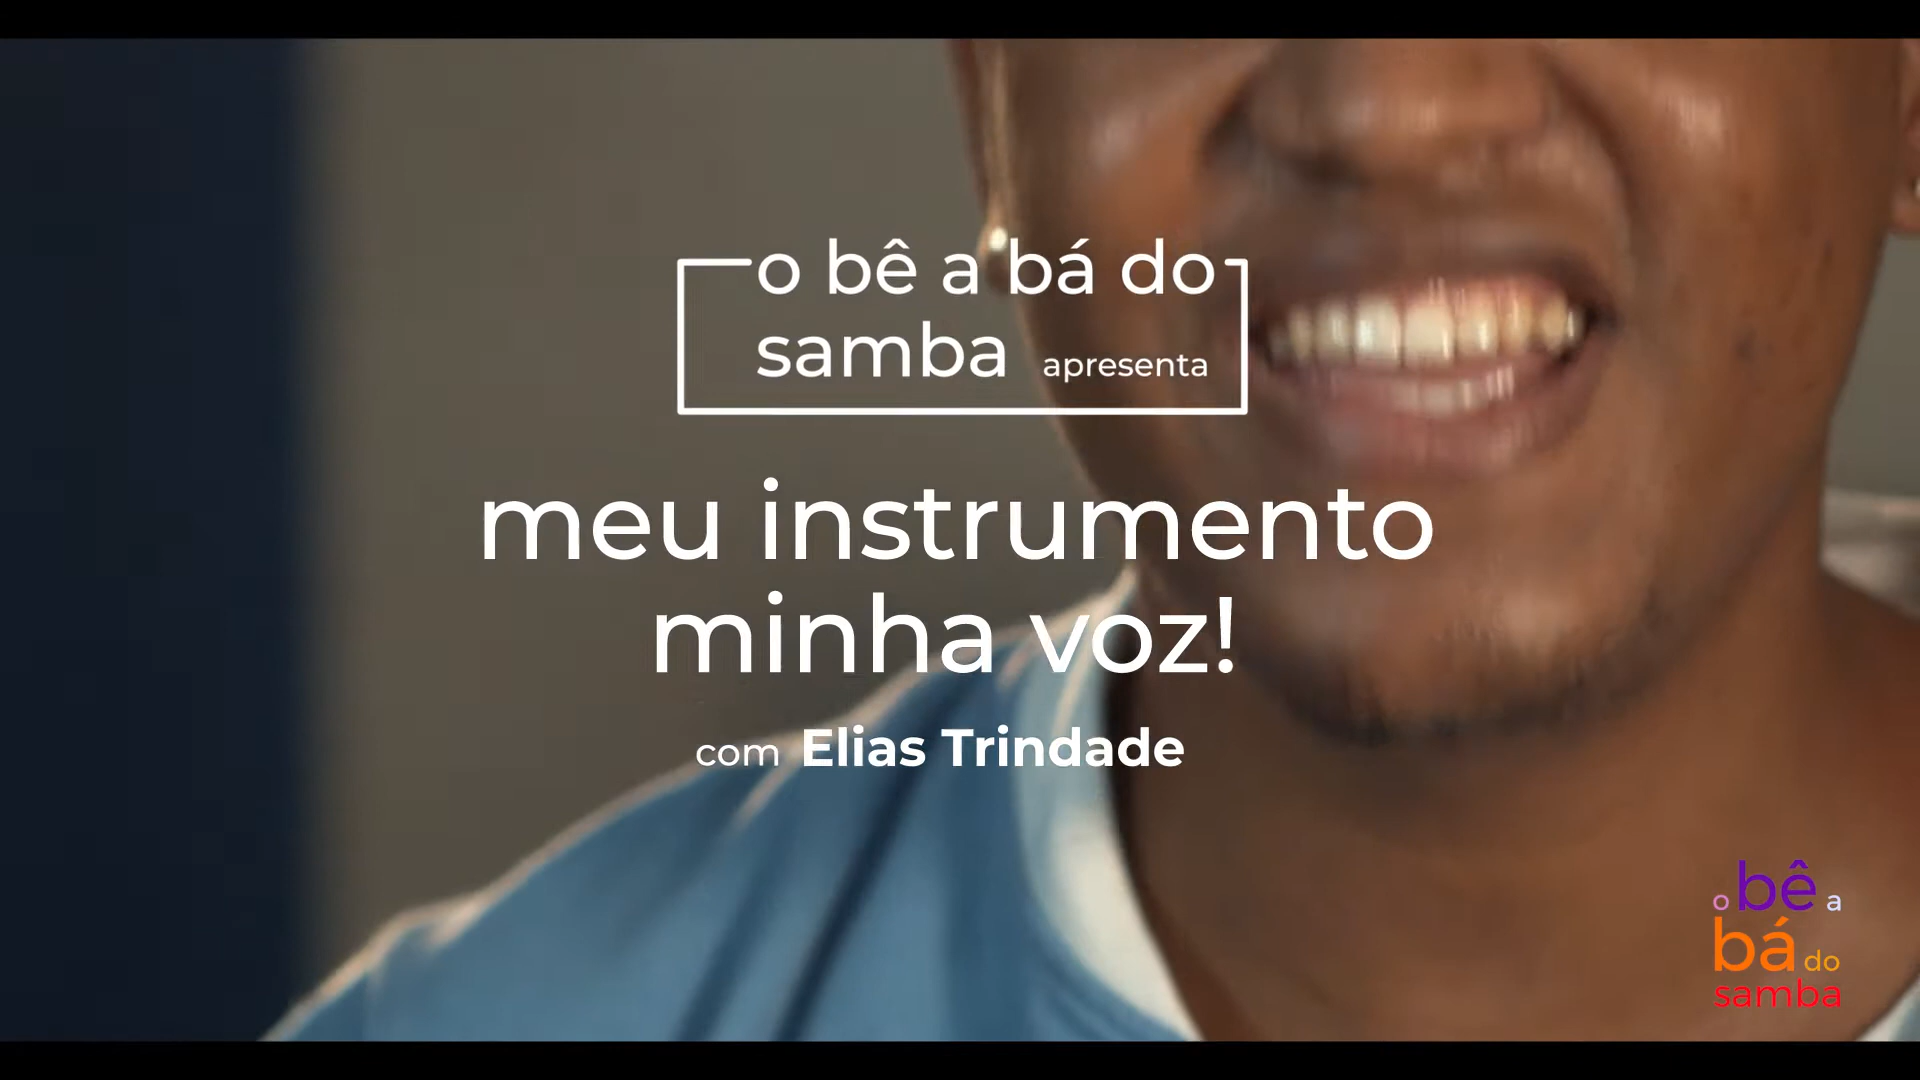 o bê a bá do
samba apresenta
meu instrumento
minha voz!
com Elias Trindade
o bê a
bá do
samba